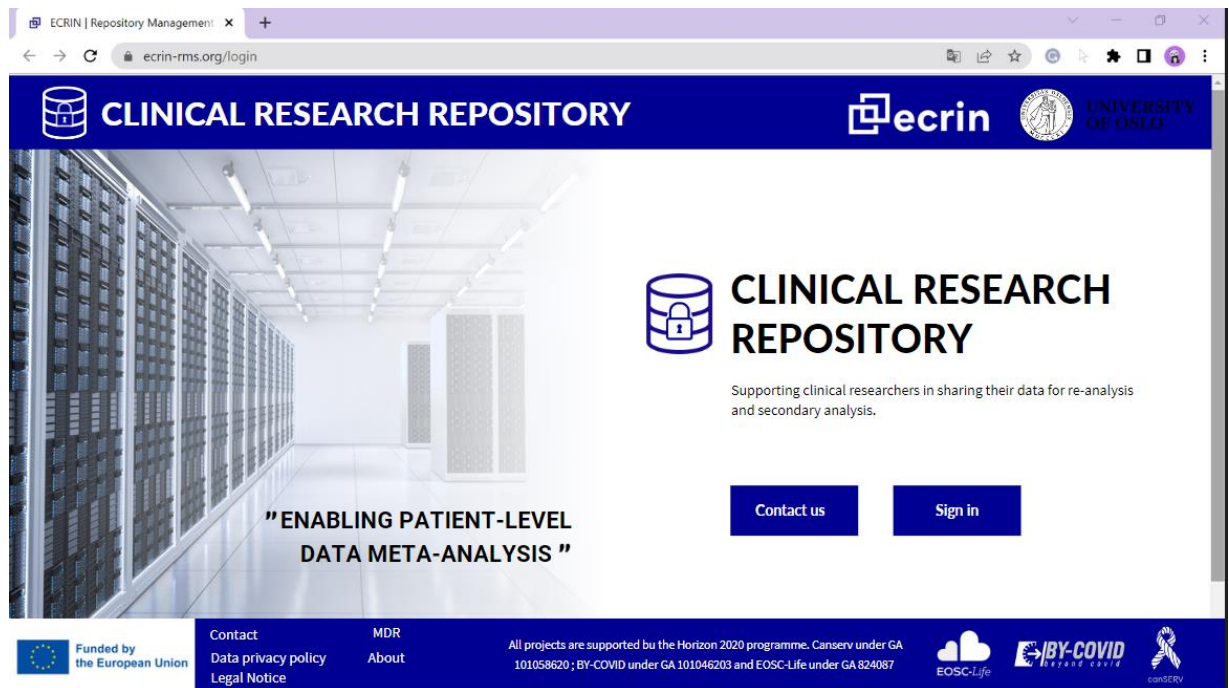 ECRIN | Repository Management
ecrin-rms.org/login
CLINICAL RESEARCH REPOSITORY
ecrin
UNIVERSITY
OF OSLO
CLINICAL RESEARCH
REPOSITORY
Supporting clinical researchers in sharing their data for re-analysis
and secondary analysis.
Contact us
Sign in
"ENABLING PATIENT-LEVEL
DATA META-ANALYSIS "
Funded by
the European Union
Contact
Data privacy policy
Legal Notice
MDR
About
All projects are supported bu the Horizon 2020 programme. Canserv under GA
101058620 ; BY-COVID under GA 101046203 and EOSC-Life under GA 824087
EOSC-Life
BY-COVID
beyond covid
canSERV